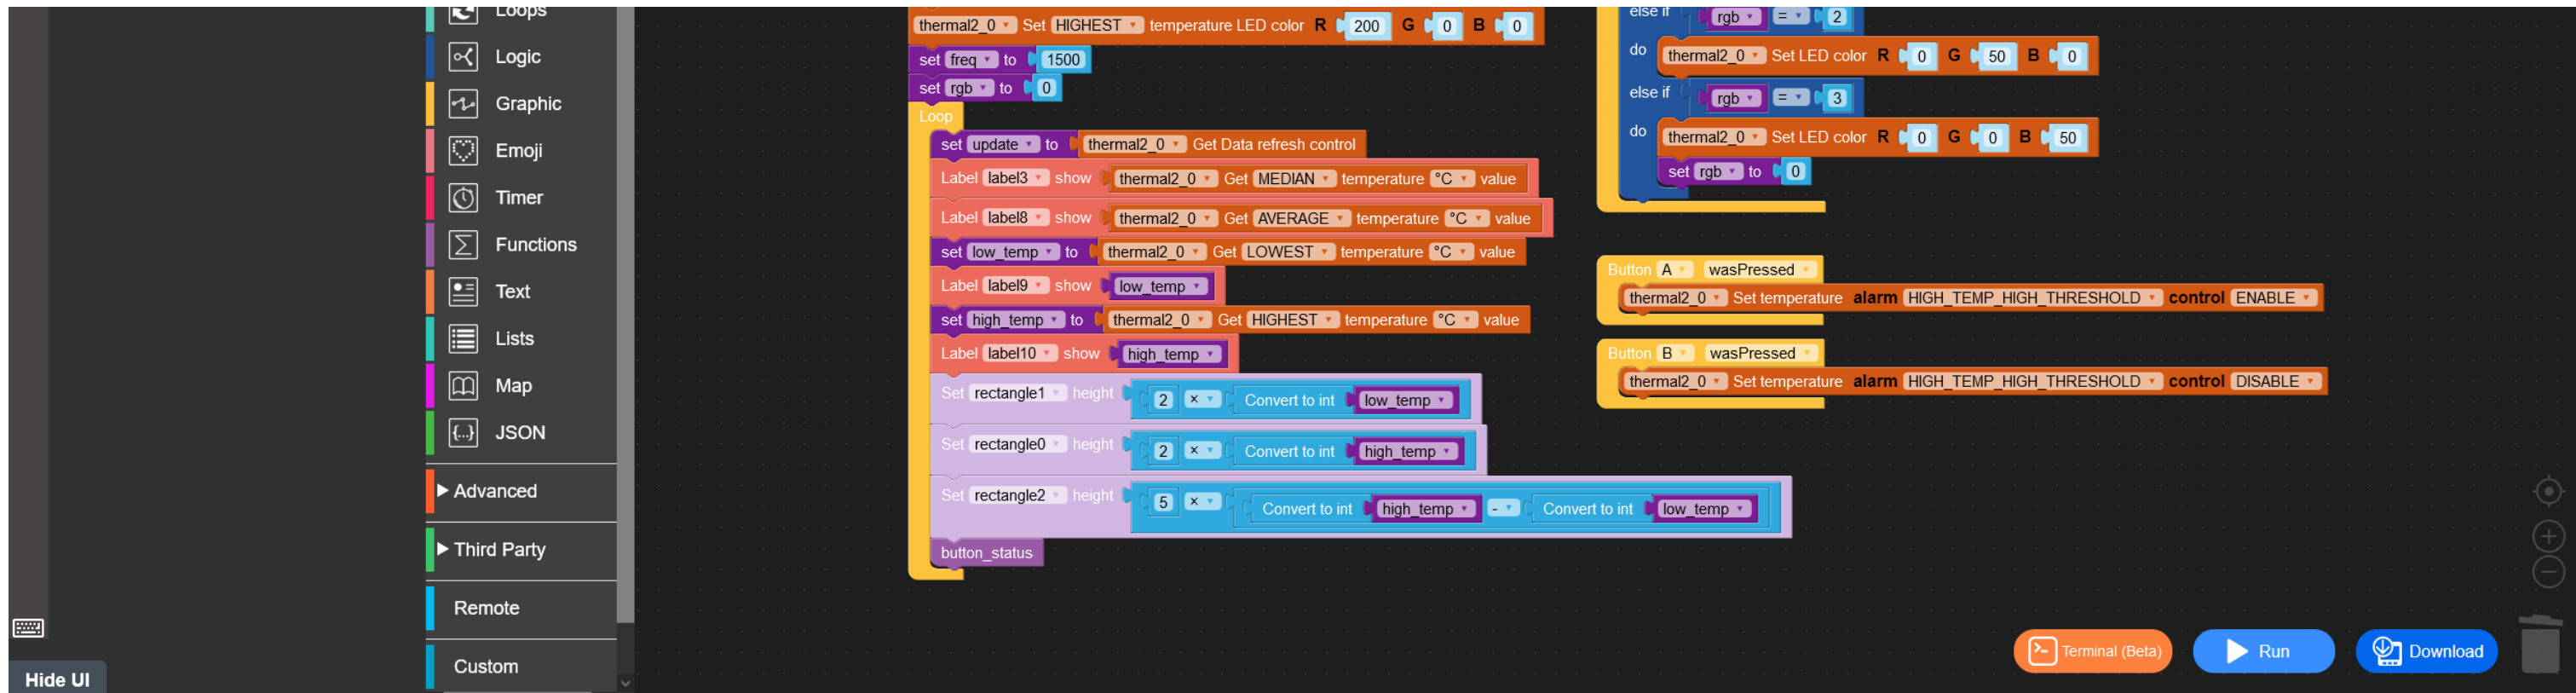 Loops
Logic
Graphic
Emoji
Timer
Functions
Text
Lists
Map
JSON
Advanced
Third Party
Remote
Custom
Hide UI
thermal2_0 Set HIGHEST temperature LED color R 200 G 0 B 0
set freq to 1500
set rgb to 0
Loop
set update to thermal2_0 Get Data refresh control
Label label3 show thermal2_0 Get MEDIAN temperature °C value
Label label8 show thermal2_0 Get AVERAGE temperature °C value
set low_temp to thermal2_0 Get LOWEST temperature °C value
Label label9 show low_temp
set high_temp to thermal2_0 Get HIGHEST temperature °C value
Label label10 show high_temp
Set rectangle1 height 2 × Convert to int low_temp
Set rectangle0 height 2 × Convert to int high_temp
Set rectangle2 height 5 × Convert to int high_temp - Convert to int low_temp
button_status
else if rgb = 2
do thermal2_0 Set LED color R 0 G 50 B 0
else if rgb = 3
do thermal2_0 Set LED color R 0 G 0 B 50
set rgb to 0
Button A wasPressed
thermal2_0 Set temperature alarm HIGH_TEMP_HIGH_THRESHOLD control ENABLE
Button B wasPressed
thermal2_0 Set temperature alarm HIGH_TEMP_HIGH_THRESHOLD control DISABLE
Terminal (Beta)
Run
Download